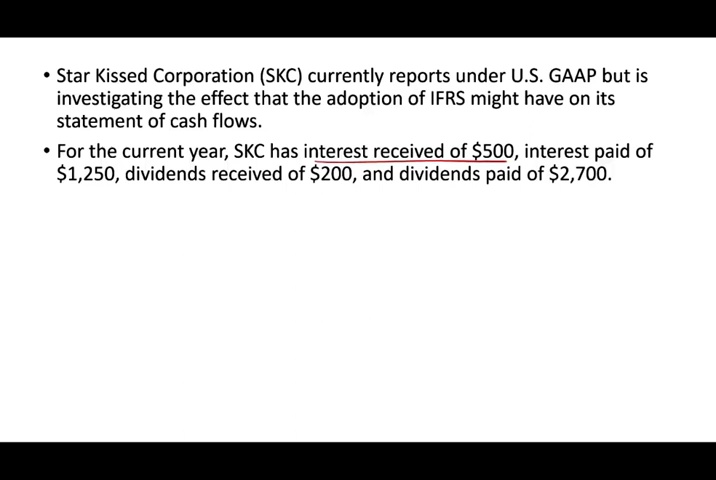 • Star Kissed Corporation (SKC) currently reports under U.S. GAAP but is
investigating the effect that the adoption of IFRS might have on its
statement of cash flows.
• For the current year, SKC has interest received of $500, interest paid of
$1,250, dividends received of $200, and dividends paid of $2,700.